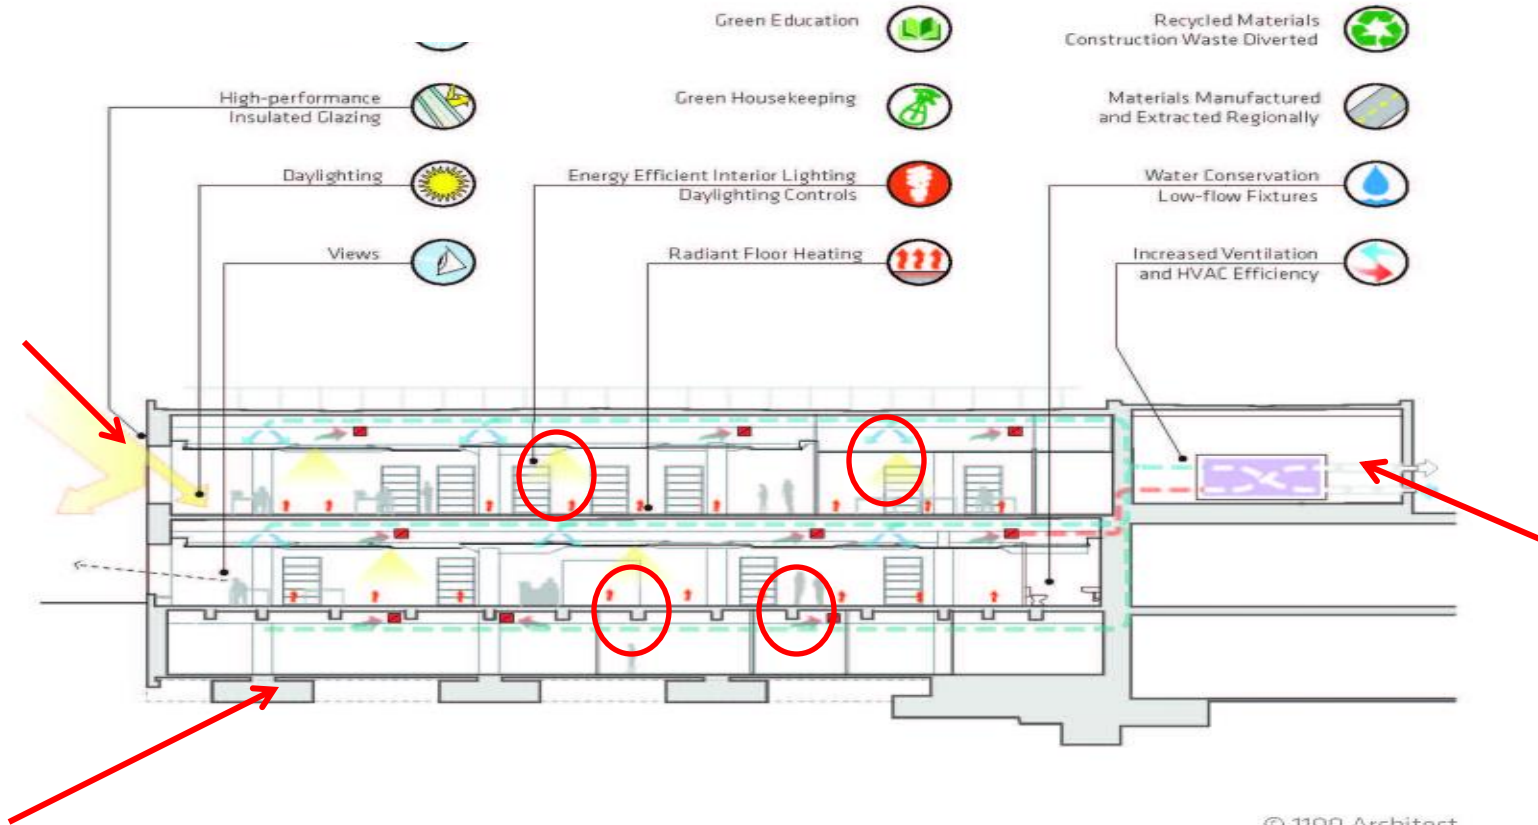 Green Education
Recycled Materials
Construction Waste Diverted
High-performance
Insulated Glazing
Green Housekeeping
Materials Manufactured
and Extracted Regionally
Daylighting
Energy Efficient Interior Lighting
Daylighting Controls
Water Conservation
Low-flow Fixtures
Views
Radiant Floor Heating
Increased Ventilation
and HVAC Efficiency
© 1100 Architect